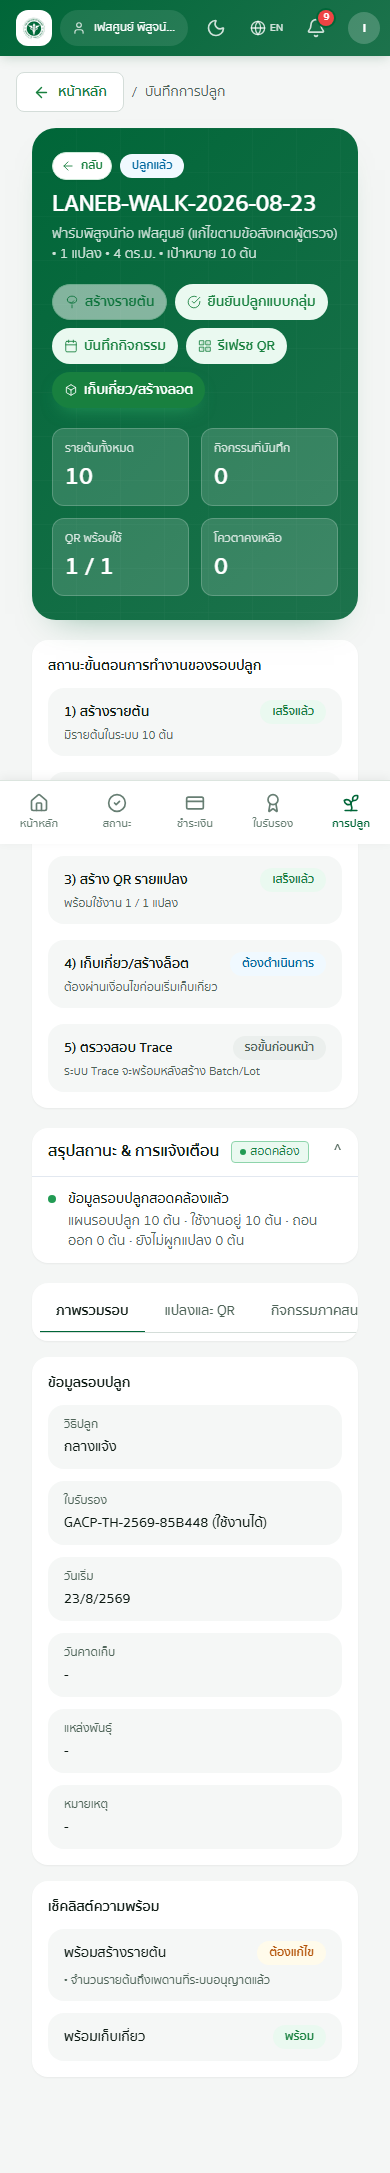 เฟสศูนย์ พิสูจน์...
EN
9
I
หน้าหลัก
/ บันทึกการปลูก
กลับ
ปลูกแล้ว
LANEB-WALK-2026-08-23
ฟาร์มพิสูจน์ท่อ เฟสศูนย์ (แก้ไขตามข้อสังเกตผู้ตรวจ)
• 1 แปลง • 4 ตร.ม. • เป้าหมาย 10 ต้น
สร้างรายต้น
ยืนยันปลูกแบบกลุ่ม
บันทึกกิจกรรม
รีเฟรช QR
เก็บเกี่ยว/สร้างลอต
รายต้นทั้งหมด
10
กิจกรรมที่บันทึก
0
QR พร้อมใช้
1 / 1
โควตาคงเหลือ
0
สถานะขั้นตอนการทำงานของรอบปลูก
1) สร้างรายต้น
เสร็จแล้ว
มีรายต้นในระบบ 10 ต้น
หน้าหลัก
สถานะ
ชำระเงิน
ใบรับรอง
การปลูก
3) สร้าง QR รายแปลง
เสร็จแล้ว
พร้อมใช้งาน 1 / 1 แปลง
4) เก็บเกี่ยว/สร้างล็อต
ต้องดำเนินการ
ต้องผ่านเงื่อนไขก่อนเริ่มเก็บเกี่ยว
5) ตรวจสอบ Trace
รอขั้นก่อนหน้า
ระบบ Trace จะพร้อมหลังสร้าง Batch/Lot
สรุปสถานะ & การแจ้งเตือน
สอดคล้อง
^
ข้อมูลรอบปลูกสอดคล้องแล้ว
แผนรอบปลูก 10 ต้น · ใช้งานอยู่ 10 ต้น · ถอน
ออก 0 ต้น · ยังไม่ผูกแปลง 0 ต้น
ภาพรวมรอบ
แปลงและ QR
กิจกรรมภาคสน
ข้อมูลรอบปลูก
วิธีปลูก
กลางแจ้ง
ใบรับรอง
GACP-TH-2569-85B448 (ใช้งานได้)
วันเริ่ม
23/8/2569
วันคาดเก็บ
-
แหล่งพันธุ์
-
หมายเหตุ
-
เช็คลิสต์ความพร้อม
พร้อมสร้างรายต้น
ต้องแก้ไข
• จำนวนรายต้นถึงเพดานที่ระบบอนุญาตแล้ว
พร้อมเก็บเกี่ยว
พร้อม